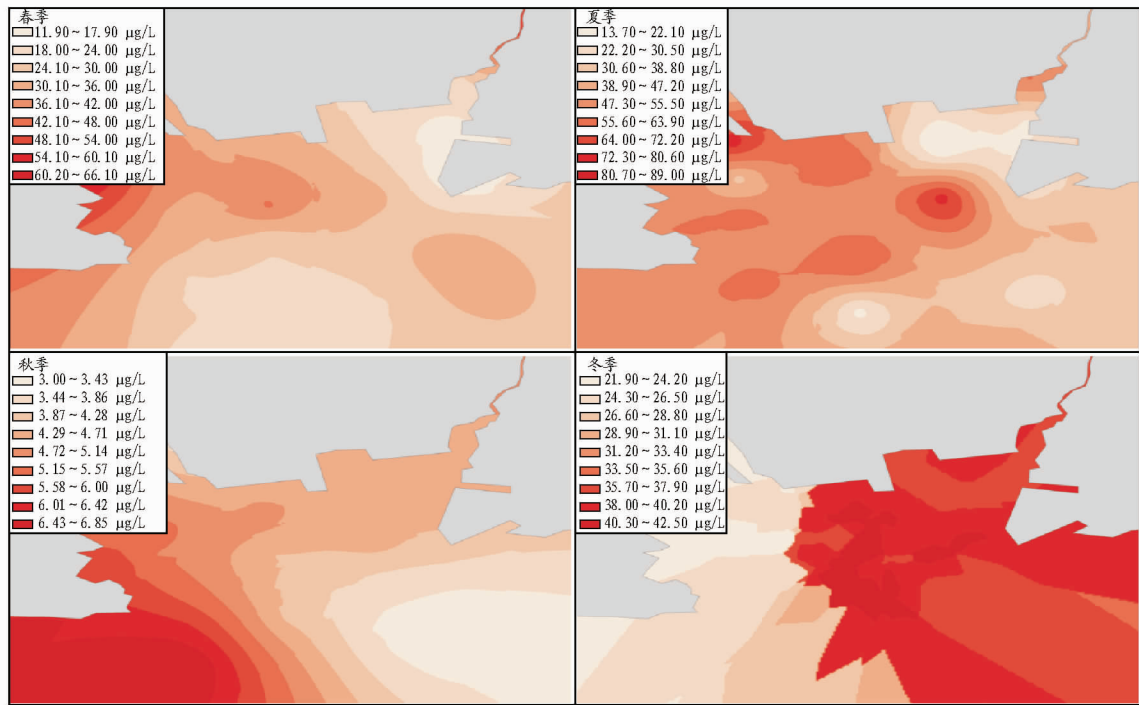 春季
11.90~17.90 μg/L
18.00~24.00 μg/L
24.10~30.00 μg/L
30.10~36.00 μg/L
36.10~42.00 μg/L
42.10~48.00 μg/L
48.10~54.00 μg/L
54.10~60.10 μg/L
60.20~66.10 μg/L
夏季
13.70~22.10 μg/L
22.20~30.50 μg/L
30.60~38.80 μg/L
38.90~47.20 μg/L
47.30~55.50 μg/L
55.60~63.90 μg/L
64.00~72.20 μg/L
72.30~80.60 μg/L
80.70~89.00 μg/L
秋季
3.00~3.43 μg/L
3.44~3.86 μg/L
3.87~4.28 μg/L
4.29~4.71 μg/L
4.72~5.14 μg/L
5.15~5.57 μg/L
5.58~6.00 μg/L
6.01~6.42 μg/L
6.43~6.85 μg/L
冬季
21.90~24.20 μg/L
24.30~26.50 μg/L
26.60~28.80 μg/L
28.90~31.10 μg/L
31.20~33.40 μg/L
33.50~35.60 μg/L
35.70~37.90 μg/L
38.00~40.20 μg/L
40.30~42.50 μg/L